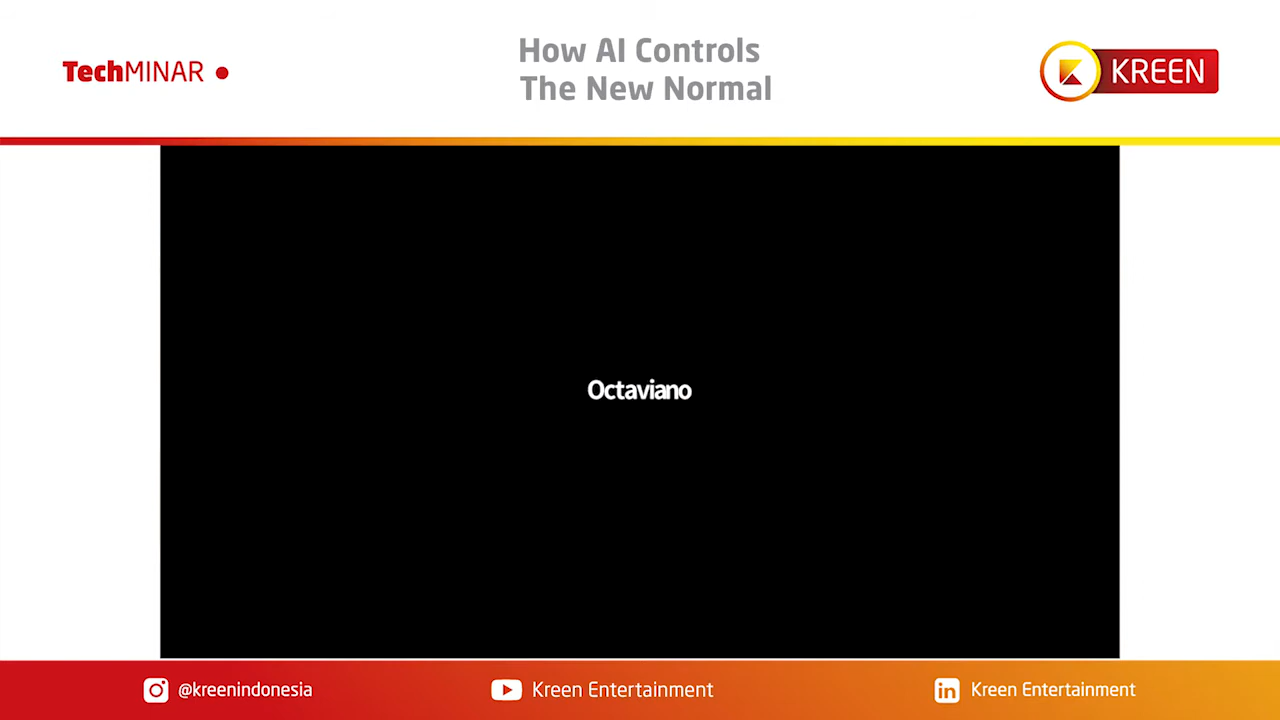 TechMINAR
How AI Controls
The New Normal
KREEN
Octaviano
@kreenindonesia
Kreen Entertainment
Kreen Entertainment